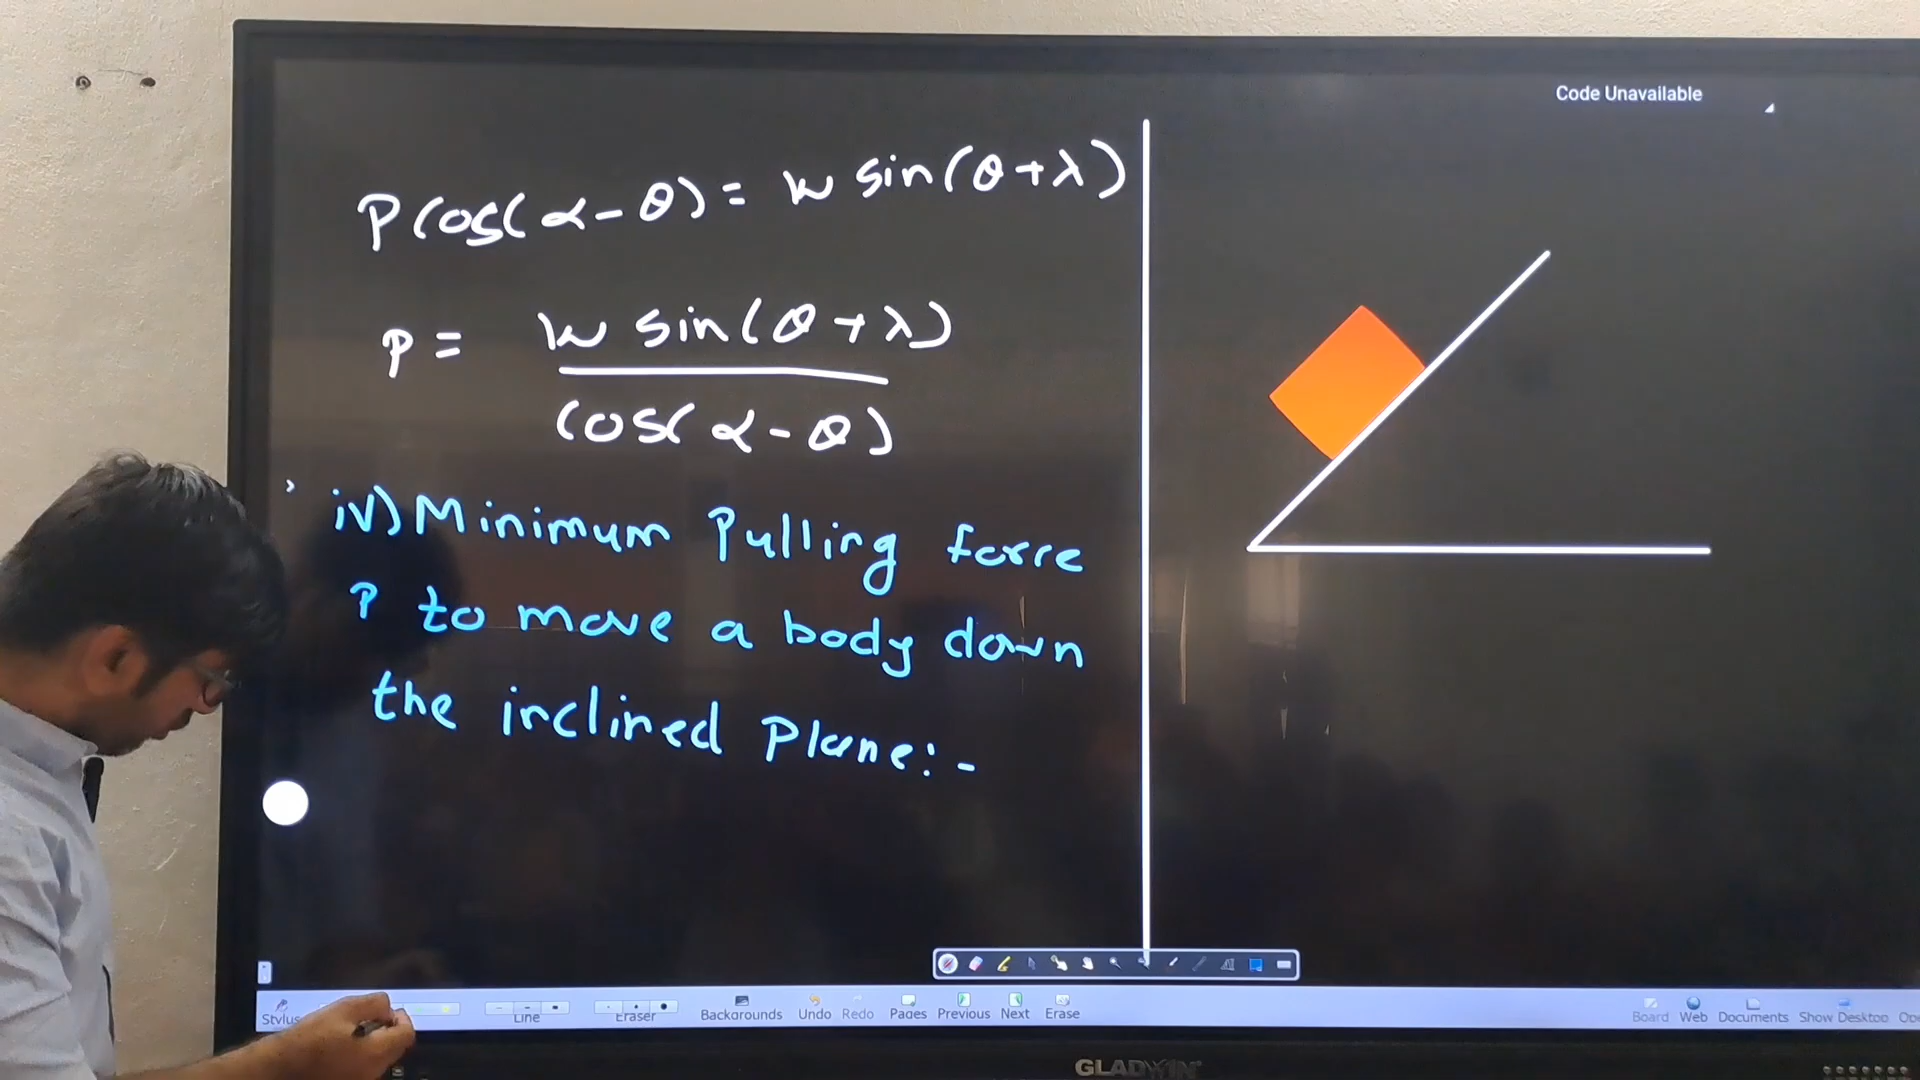 Code Unavailable
P cos(α-θ) = W sin(θ+λ)
P = W sin(θ+λ)
cos(α-θ)
iv) Minimum Pulling force
P to move a body down
the inclined Plane:-
Stylus Line Eraser Backgrounds Undo Redo Pages Previous Next Erase Board Web Documents Show Desktop
GLADWIN